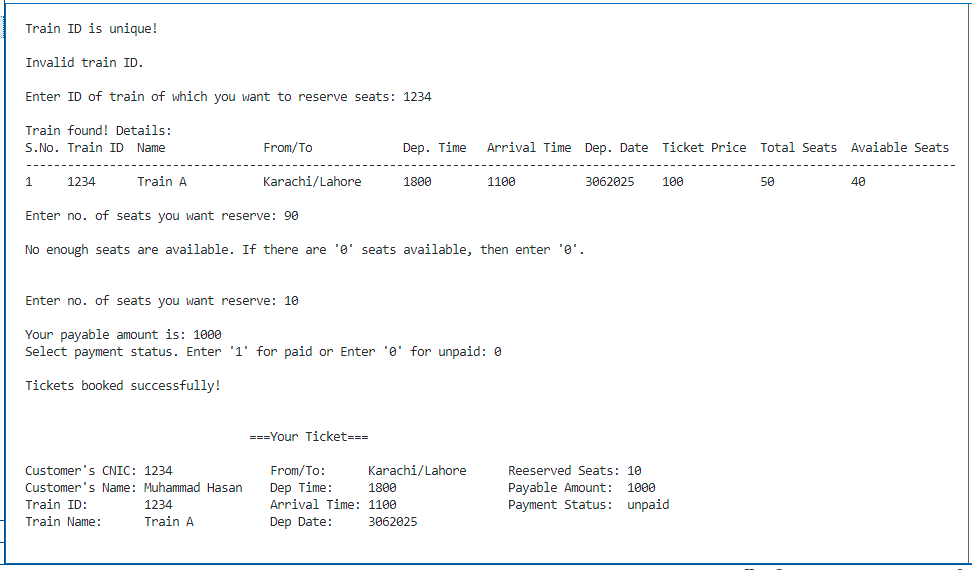 Train ID is unique!
Invalid train ID.
Enter ID of train of which you want to reserve seats: 1234
Train found! Details:
S.No. Train ID  Name              From/To             Dep. Time   Arrival Time  Dep. Date  Ticket Price  Total Seats  Avaiable Seats
-------------------------------------------------------------------------------------------------------------------------------------
1     1234      Train A           Karachi/Lahore      1800        1100          3062025    100           50           40
Enter no. of seats you want reserve: 90
No enough seats are available. If there are '0' seats available, then enter '0'.
Enter no. of seats you want reserve: 10
Your payable amount is: 1000
Select payment status. Enter '1' for paid or Enter '0' for unpaid: 0
Tickets booked successfully!
===Your Ticket===
Customer's CNIC: 1234              From/To:      Karachi/Lahore      Reeserved Seats: 10
Customer's Name: Muhammad Hasan    Dep Time:     1800                Payable Amount:  1000
Train ID:        1234              Arrival Time: 1100                Payment Status:  unpaid
Train Name:      Train A           Dep Date:     3062025